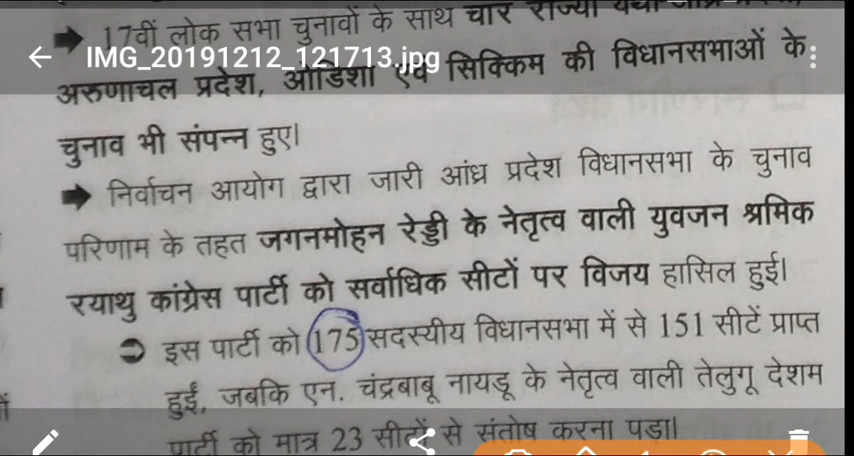 ➡ 17वीं लोक सभा चुनावों के साथ चार राज्यों यथा
IMG_20191212_121713.jpg
अरुणाचल प्रदेश, ओडिशा एवं सिक्किम की विधानसभाओं के
चुनाव भी संपन्न हुए।
➡ निर्वाचन आयोग द्वारा जारी आंध्र प्रदेश विधानसभा के चुनाव
परिणाम के तहत जगनमोहन रेड्डी के नेतृत्व वाली युवजन श्रमिक
रयाथु कांग्रेस पार्टी को सर्वाधिक सीटों पर विजय हासिल हुई।
इस पार्टी को 175 सदस्यीय विधानसभा में से 151 सीटें प्राप्त
हुईं, जबकि एन. चंद्रबाबू नायडू के नेतृत्व वाली तेलुगू देशम
पार्टी को मात्र 23 सीटों से संतोष करना पड़ा।